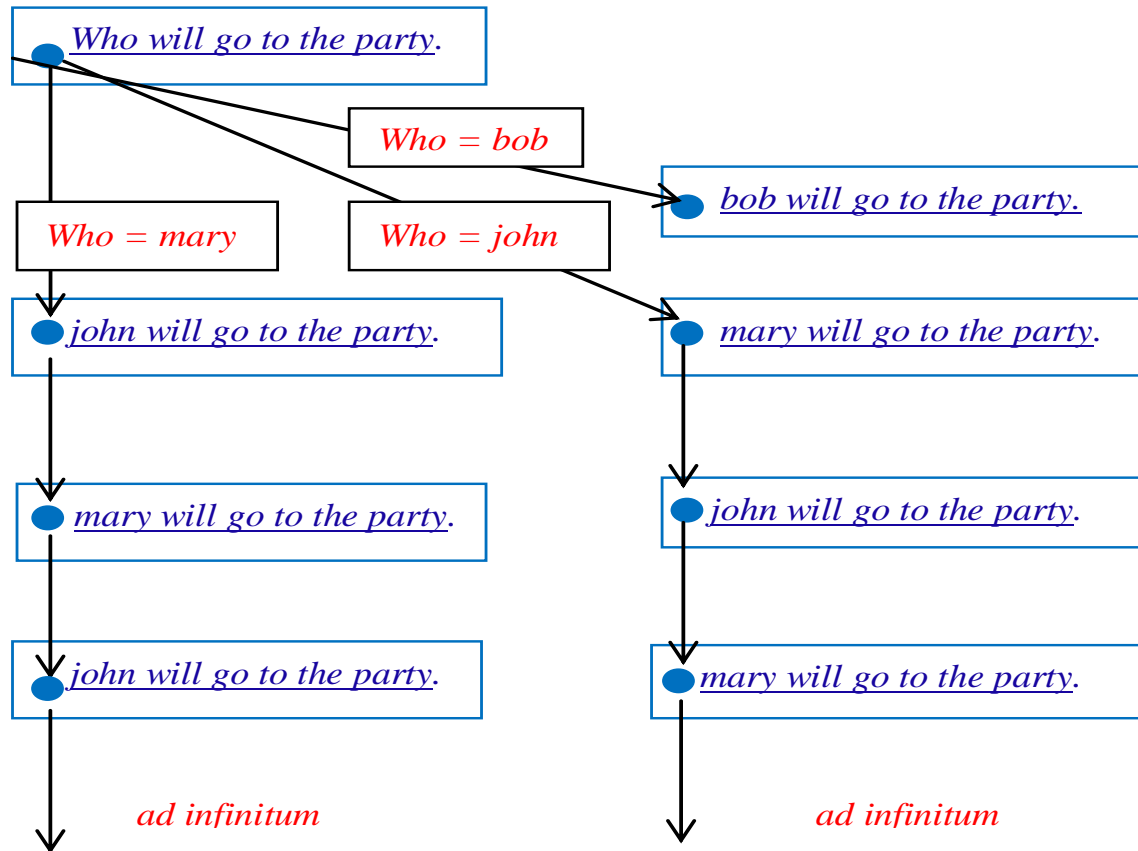 Who will go to the party.
Who = bob
bob will go to the party.
Who = mary
Who = john
john will go to the party.
mary will go to the party.
mary will go to the party.
john will go to the party.
john will go to the party.
mary will go to the party.
ad infinitum
ad infinitum